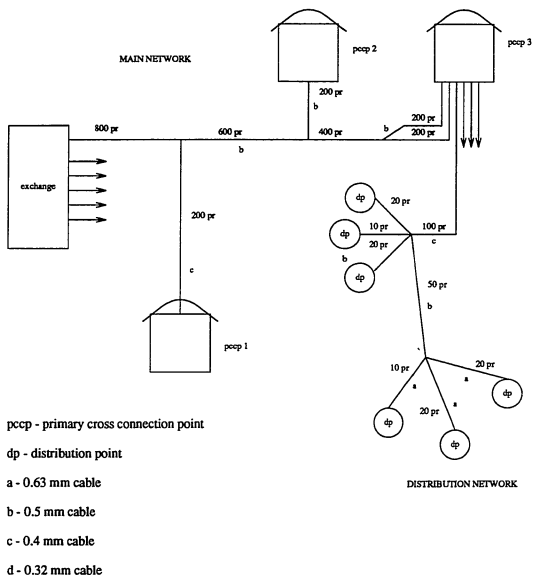 pccp 2
pccp 3
MAIN NETWORK
200 pr
b
200 pr
b
200 pr
800 pr
600 pr
400 pr
b
exchange
200 pr
c
pccp 1
dp
20 pr
dp
10 pr
100 pr
c
20 pr
b
dp
50 pr
b
10 pr
20 pr
a
a
a
20 pr
dp
dp
dp
pccp - primary cross connection point
dp - distribution point
a - 0.63 mm cable
b - 0.5 mm cable
c - 0.4 mm cable
d - 0.32 mm cable
DISTRIBUTION NETWORK